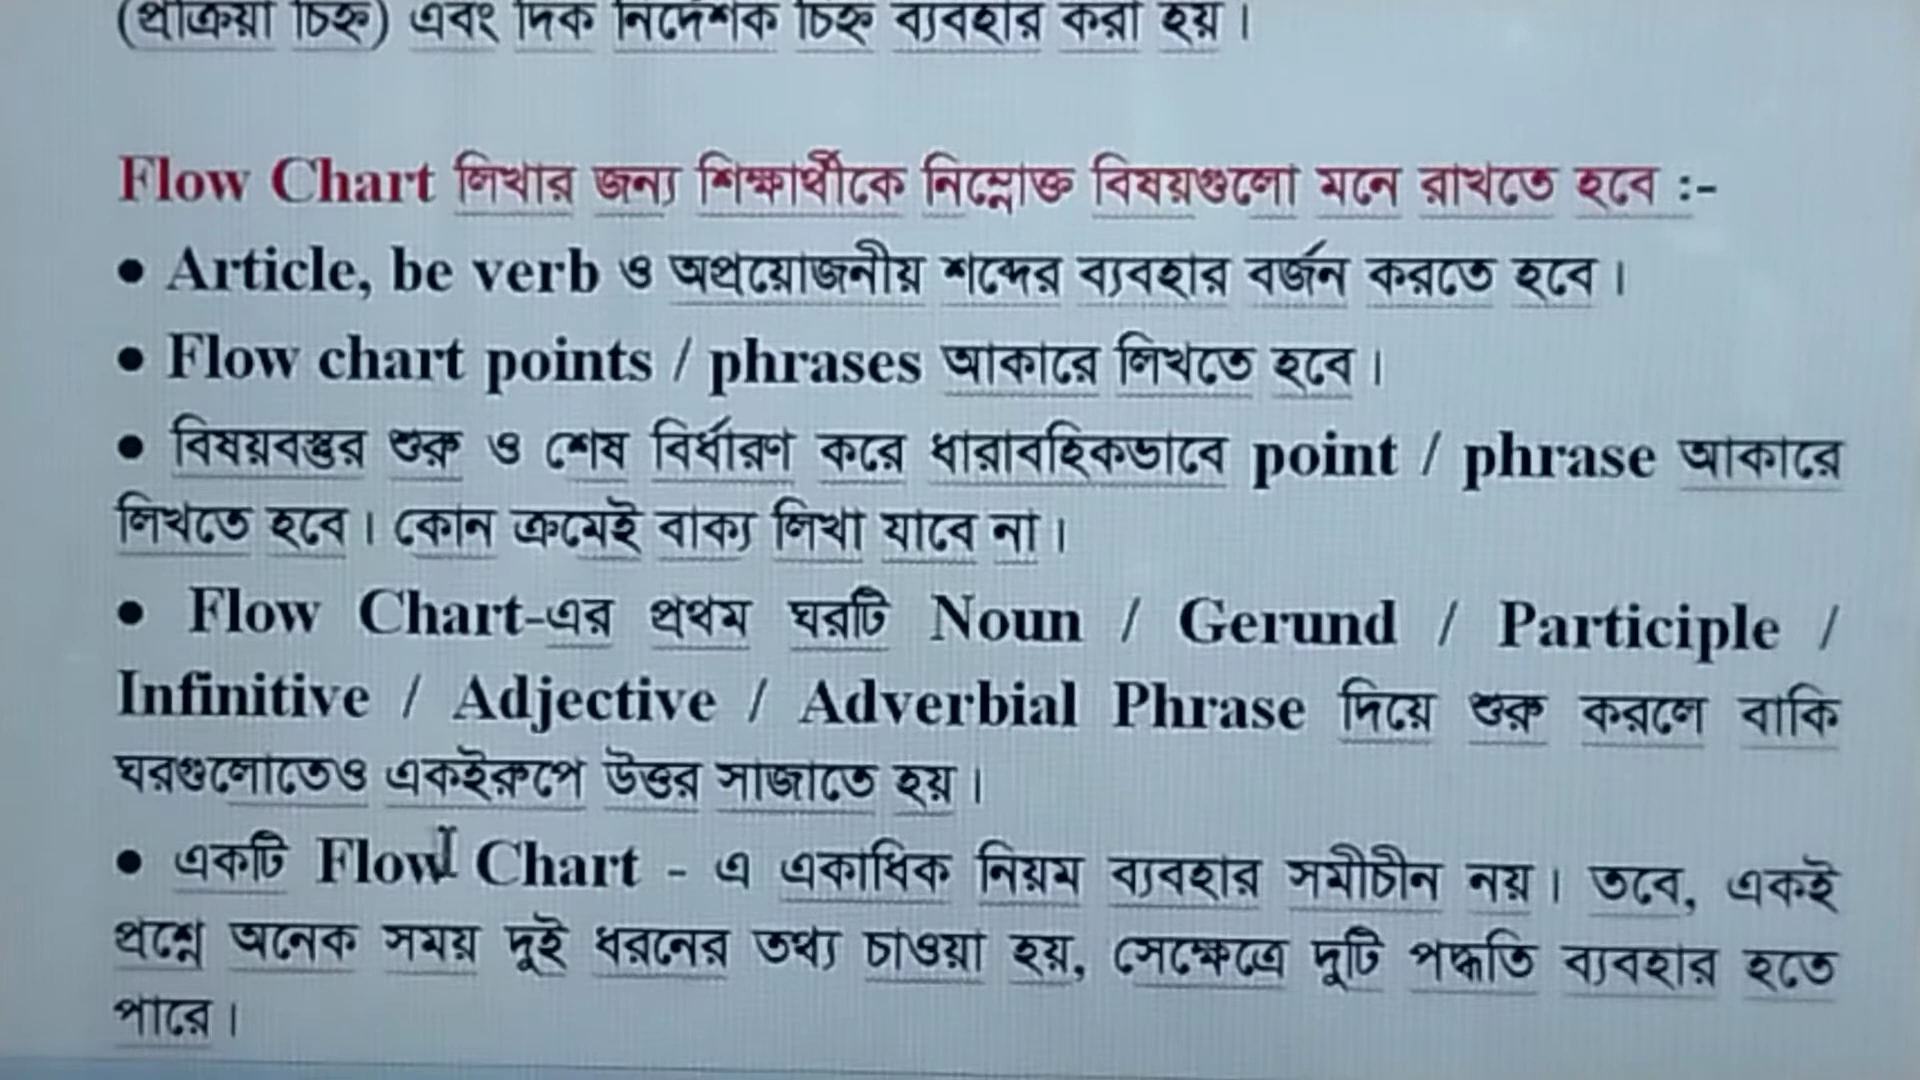 (প্রক্রিয়া চিহ্ন) এবং দিক নির্দেশক চিহ্ন ব্যবহার করা হয়।
Flow Chart লিখার জন্য শিক্ষার্থীকে নিম্নোক্ত বিষয়গুলো মনে রাখতে হবে :-
• Article, be verb ও অপ্রয়োজনীয় শব্দের ব্যবহার বর্জন করতে হবে।
• Flow chart points / phrases আকারে লিখতে হবে।
• বিষয়বস্তুর শুরু ও শেষ বির্ধারণ করে ধারাবহিকভাবে point / phrase আকারে
লিখতে হবে। কোন ক্রমেই বাক্য লিখা যাবে না।
• Flow Chart-এর প্রথম ঘরটি Noun / Gerund / Participle /
Infinitive / Adjective / Adverbial Phrase দিয়ে শুরু করলে বাকি
ঘরগুলোতেও একইরুপে উত্তর সাজাতে হয়।
• একটি Flow Chart - এ একাধিক নিয়ম ব্যবহার সমীচীন নয়। তবে, একই
প্রশ্নে অনেক সময় দুই ধরনের তথ্য চাওয়া হয়, সেক্ষেত্রে দুটি পদ্ধতি ব্যবহার হতে
পারে।